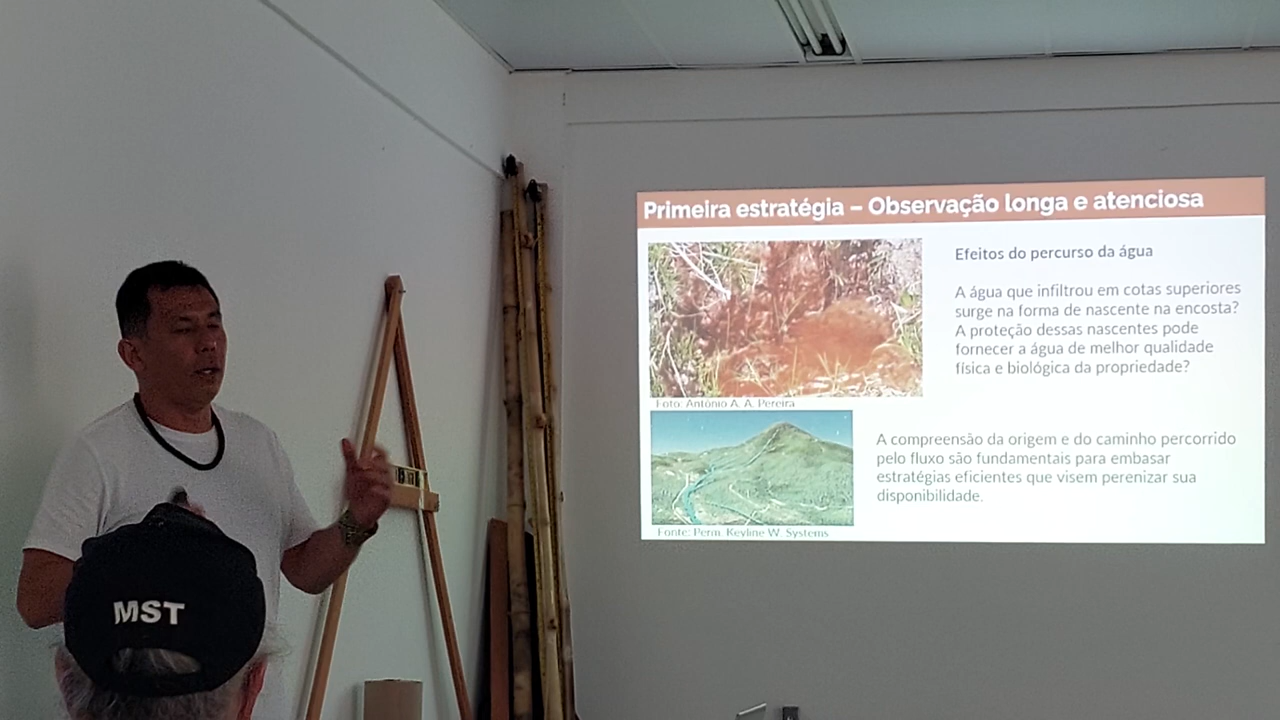 Primeira estratégia – Observação longa e atenciosa
Efeitos do percurso da água
A água que infiltrou em cotas superiores
surge na forma de nascente na encosta?
A proteção dessas nascentes pode
fornecer a água de melhor qualidade
física e biológica da propriedade?
Foto: Antônio A. A. Pereira
A compreensão da origem e do caminho percorrido
pelo fluxo são fundamentais para embasar
estratégias eficientes que visem perenizar sua
disponibilidade.
Fonte: Perm. Keyline W. Systems
MST